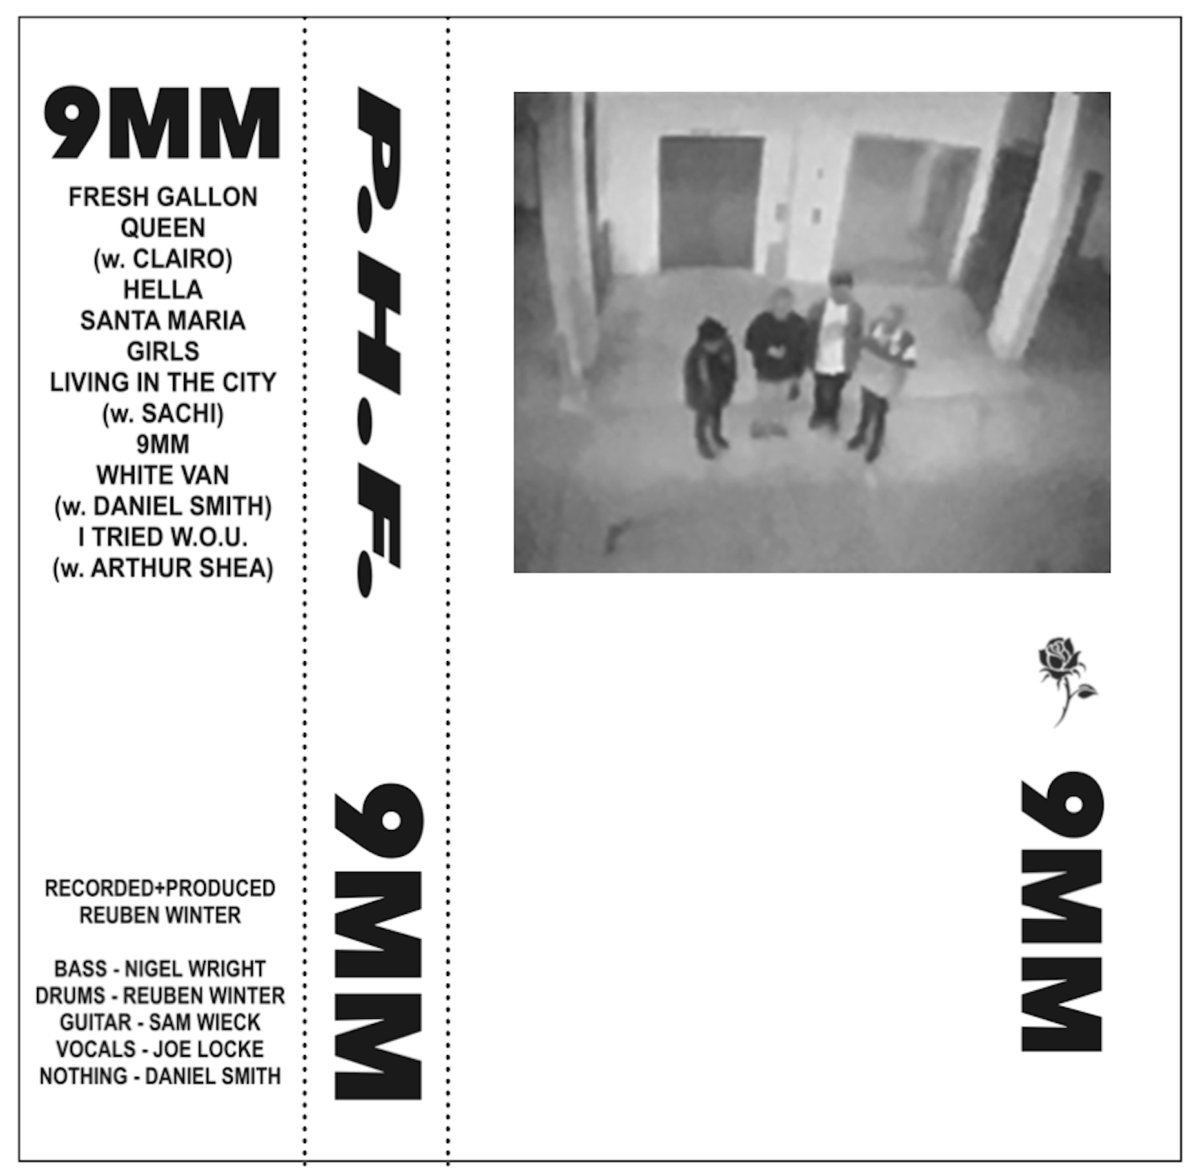 9MM
FRESH GALLON
QUEEN
(w. CLAIRO)
HELLA
SANTA MARIA
GIRLS
LIVING IN THE CITY
(w. SACHI)
9MM
WHITE VAN
(w. DANIEL SMITH)
I TRIED W.O.U.
(w. ARTHUR SHEA)
RECORDED+PRODUCED
REUBEN WINTER
BASS - NIGEL WRIGHT
DRUMS - REUBEN WINTER
GUITAR - SAM WIECK
VOCALS - JOE LOCKE
NOTHING - DANIEL SMITH
P.H.F.
9MM
9MM